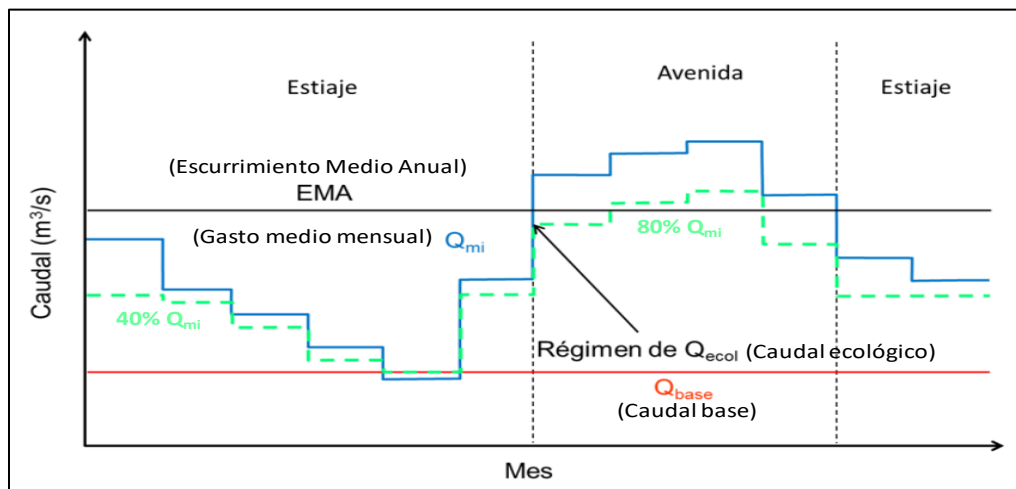 Estiaje
Avenida
Estiaje
(Escurrimiento Medio Anual)
EMA
(Gasto medio mensual) Qmi
80% Qmi
40% Qmi
Régimen de Qecol (Caudal ecológico)
Qbase
(Caudal base)
Caudal (m³/s)
Mes